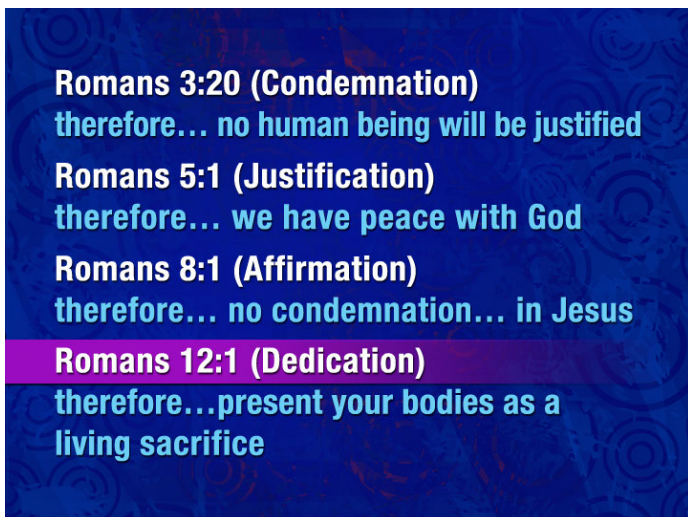 Romans 3:20 (Condemnation)
therefore... no human being will be justified
Romans 5:1 (Justification)
therefore... we have peace with God
Romans 8:1 (Affirmation)
therefore... no condemnation... in Jesus
Romans 12:1 (Dedication)
therefore...present your bodies as a
living sacrifice